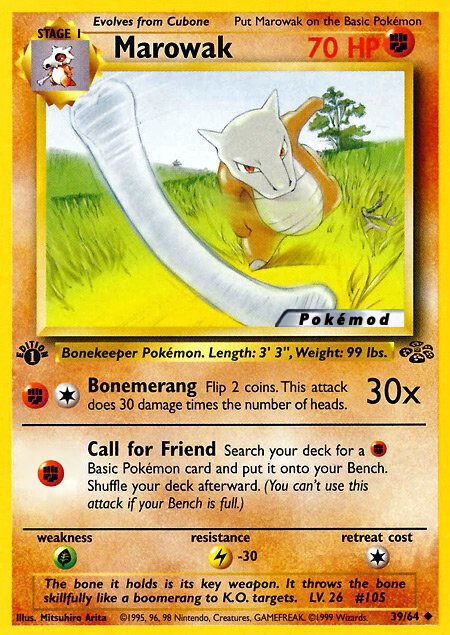 Evolves from Cubone
Put Marowak on the Basic Pokémon
STAGE 1
Marowak
70 HP
Pokémod
EDITION
1
Bonekeeper Pokémon. Length: 3' 3", Weight: 99 lbs.
Bonemerang Flip 2 coins. This attack
does 30 damage times the number of heads.
30x
Call for Friend Search your deck for a
Basic Pokémon card and put it onto your Bench.
Shuffle your deck afterward. (You can't use this
attack if your Bench is full.)
weakness
resistance
retreat cost
-30
The bone it holds is its key weapon. It throws the bone
skillfully like a boomerang to K.O. targets. LV. 26 #105
Illus. Mitsuhiro Arita
©1995, 96, 98 Nintendo, Creatures, GAMEFREAK. ©1999 Wizards.
39/64